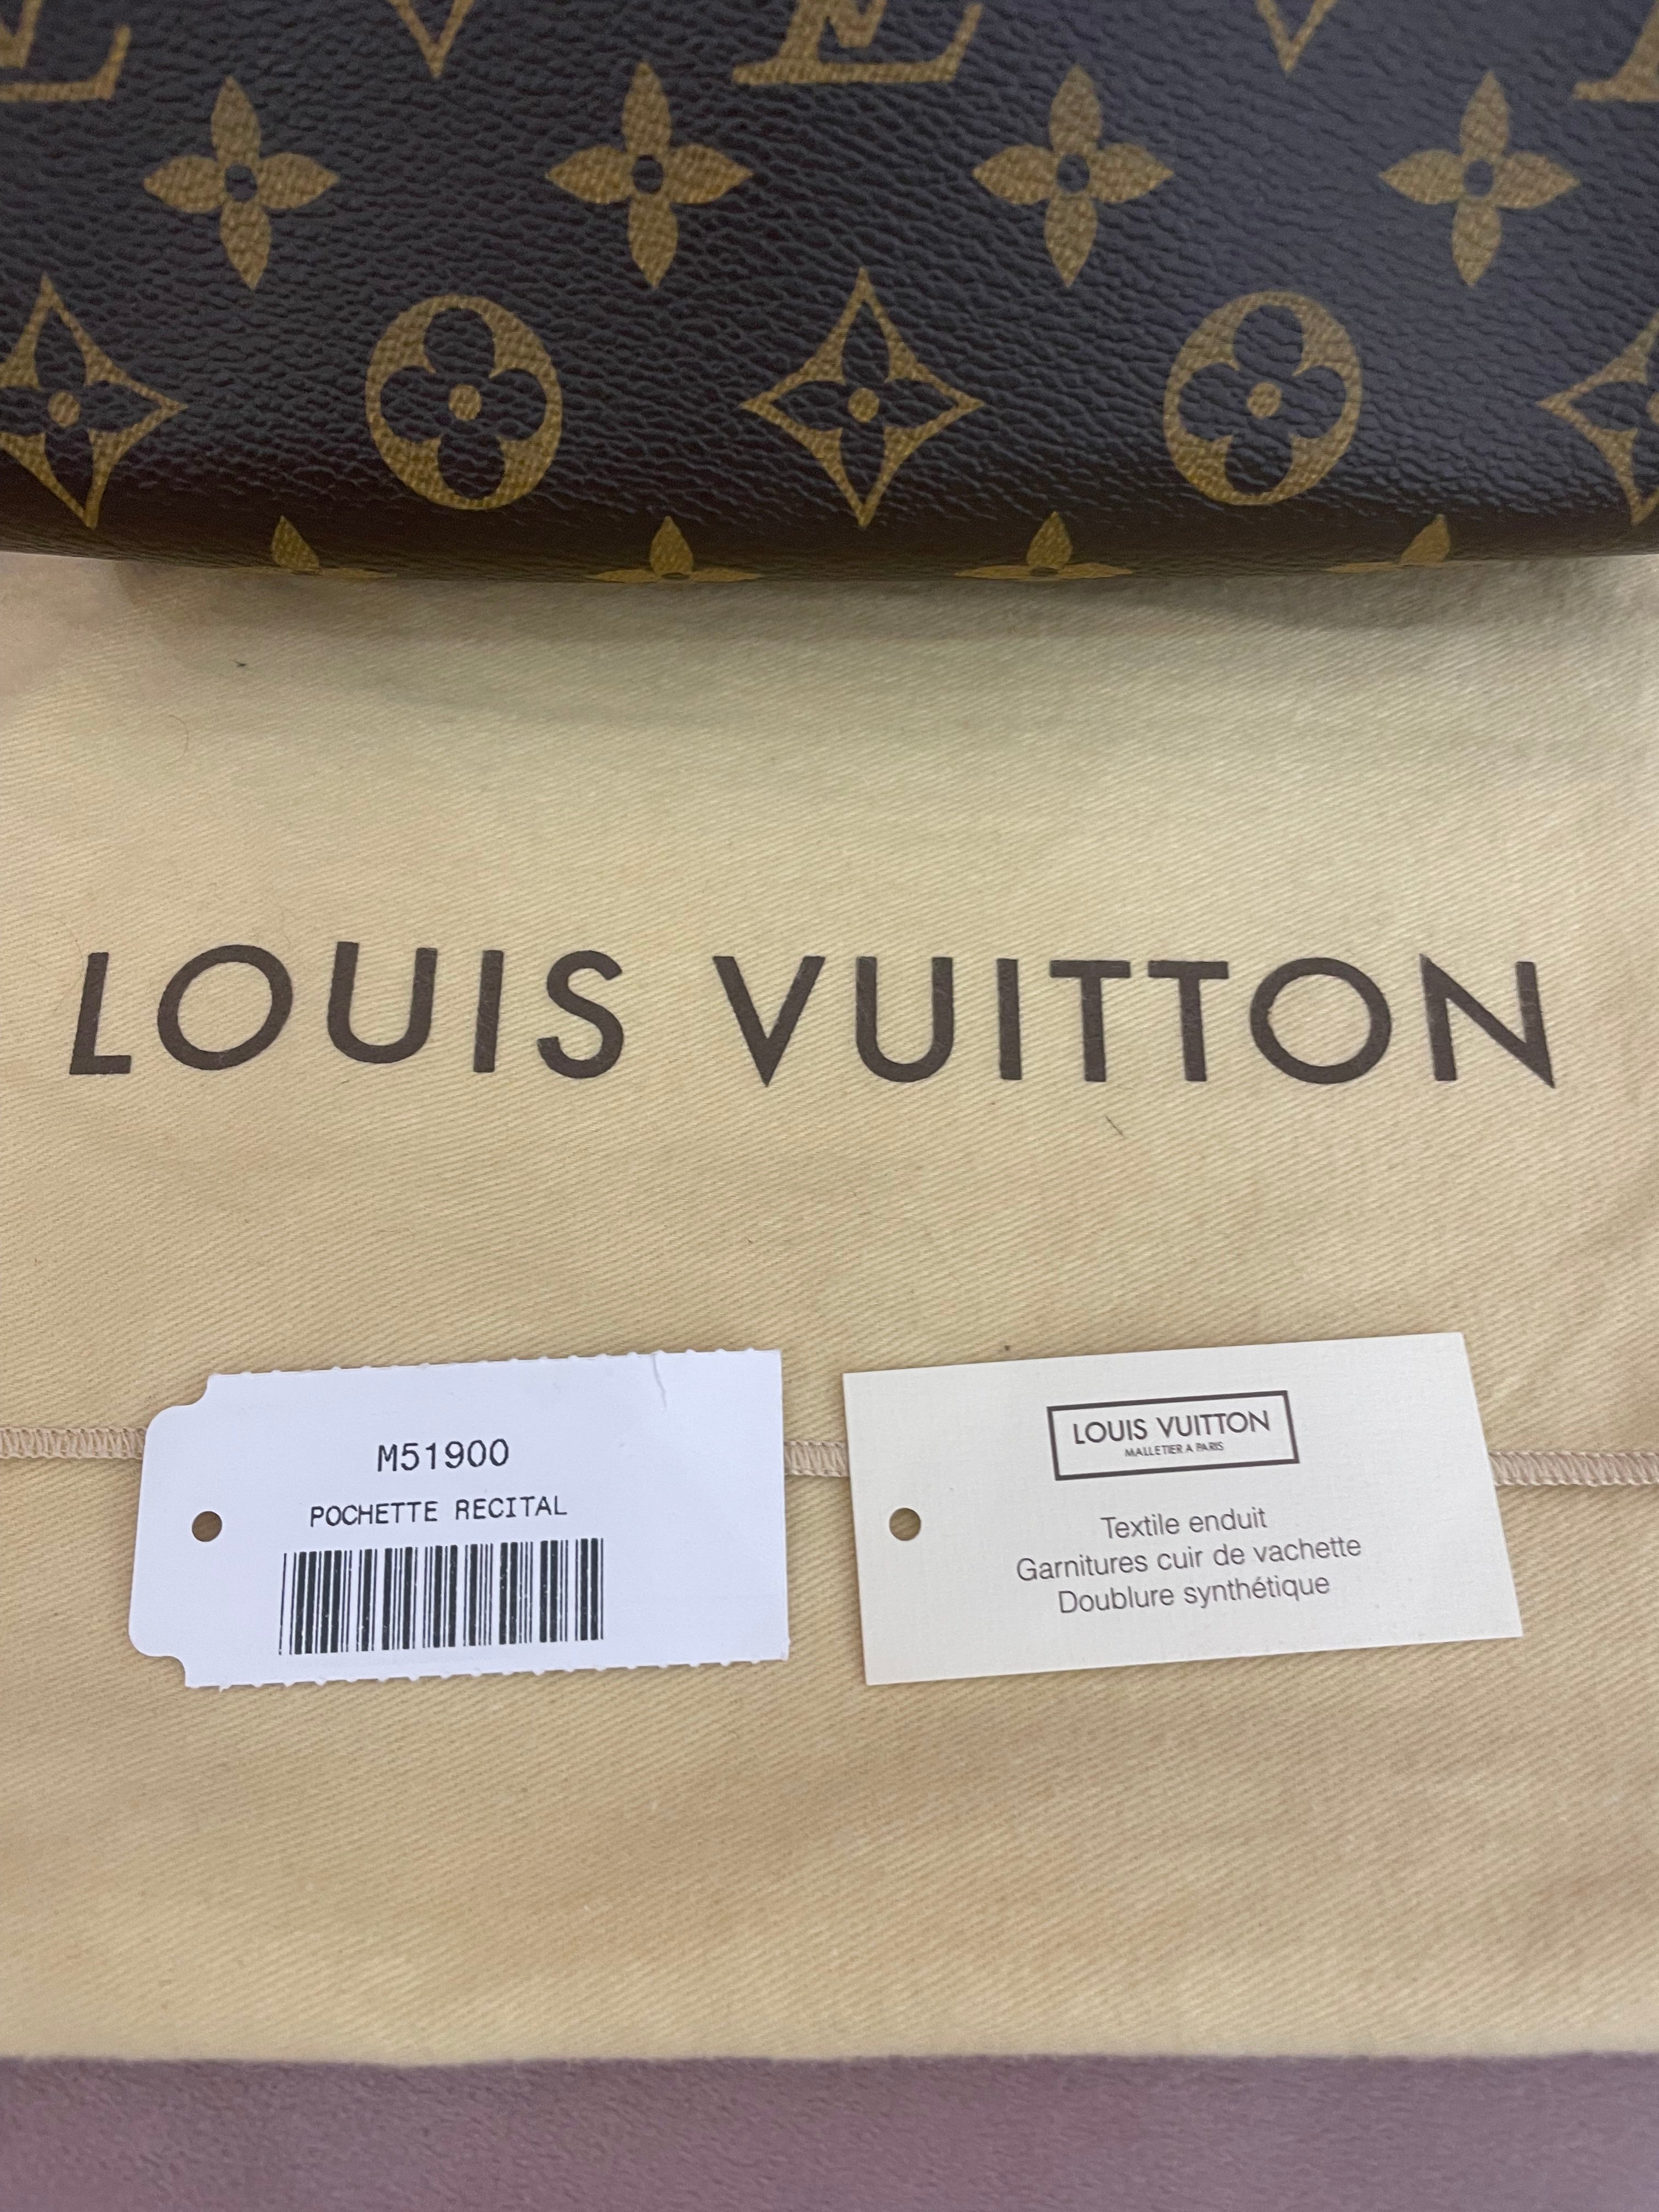 LOUIS VUITTON
M51900
POCHETTE RECITAL
LOUIS VUITTON
MALLETIER A PARIS
Textile enduit
Garnitures cuir de vachette
Doublure synthétique